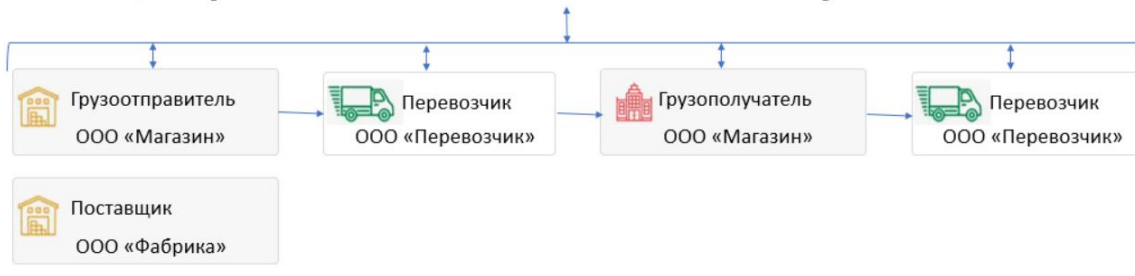 Грузоотправитель
ООО «Магазин»
Перевозчик
ООО «Перевозчик»
Грузополучатель
ООО «Магазин»
Перевозчик
ООО «Перевозчик»
Поставщик
ООО «Фабрика»